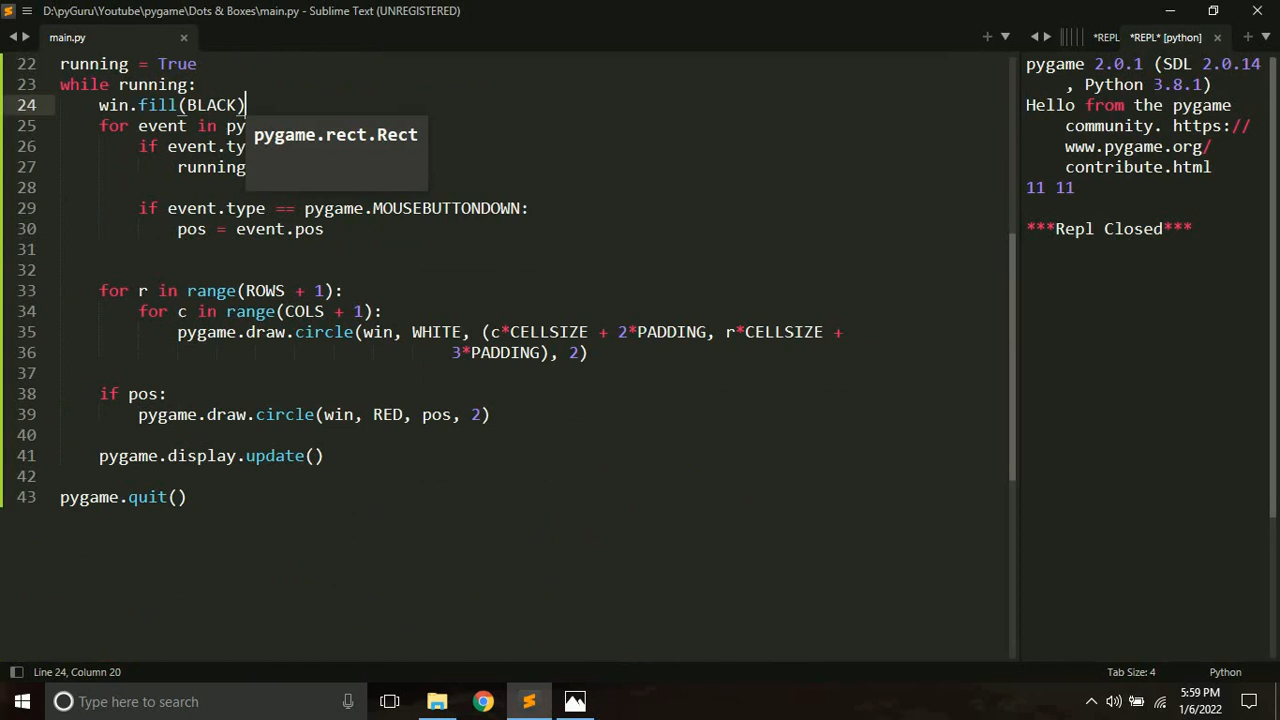 D:\pyGuru\Youtube\pygame\Dots & Boxes\main.py - Sublime Text (UNREGISTERED)
main.py
*REPL
*REPL* [python]
22 running = True
23 while running:
24 win.fill(BLACK)
25 for event in py
pygame.rect.Rect
26 if event.ty
27 running
28
29 if event.type == pygame.MOUSEBUTTONDOWN:
30 pos = event.pos
31
32
33 for r in range(ROWS + 1):
34 for c in range(COLS + 1):
35 pygame.draw.circle(win, WHITE, (c*CELLSIZE + 2*PADDING, r*CELLSIZE +
36 3*PADDING), 2)
37
38 if pos:
39 pygame.draw.circle(win, RED, pos, 2)
40
41 pygame.display.update()
42
43 pygame.quit()
pygame 2.0.1 (SDL 2.0.14
, Python 3.8.1)
Hello from the pygame
community. https://
www.pygame.org/
contribute.html
11 11
***Repl Closed***
Line 24, Column 20
Tab Size: 4
Python
Type here to search
5:59 PM
1/6/2022